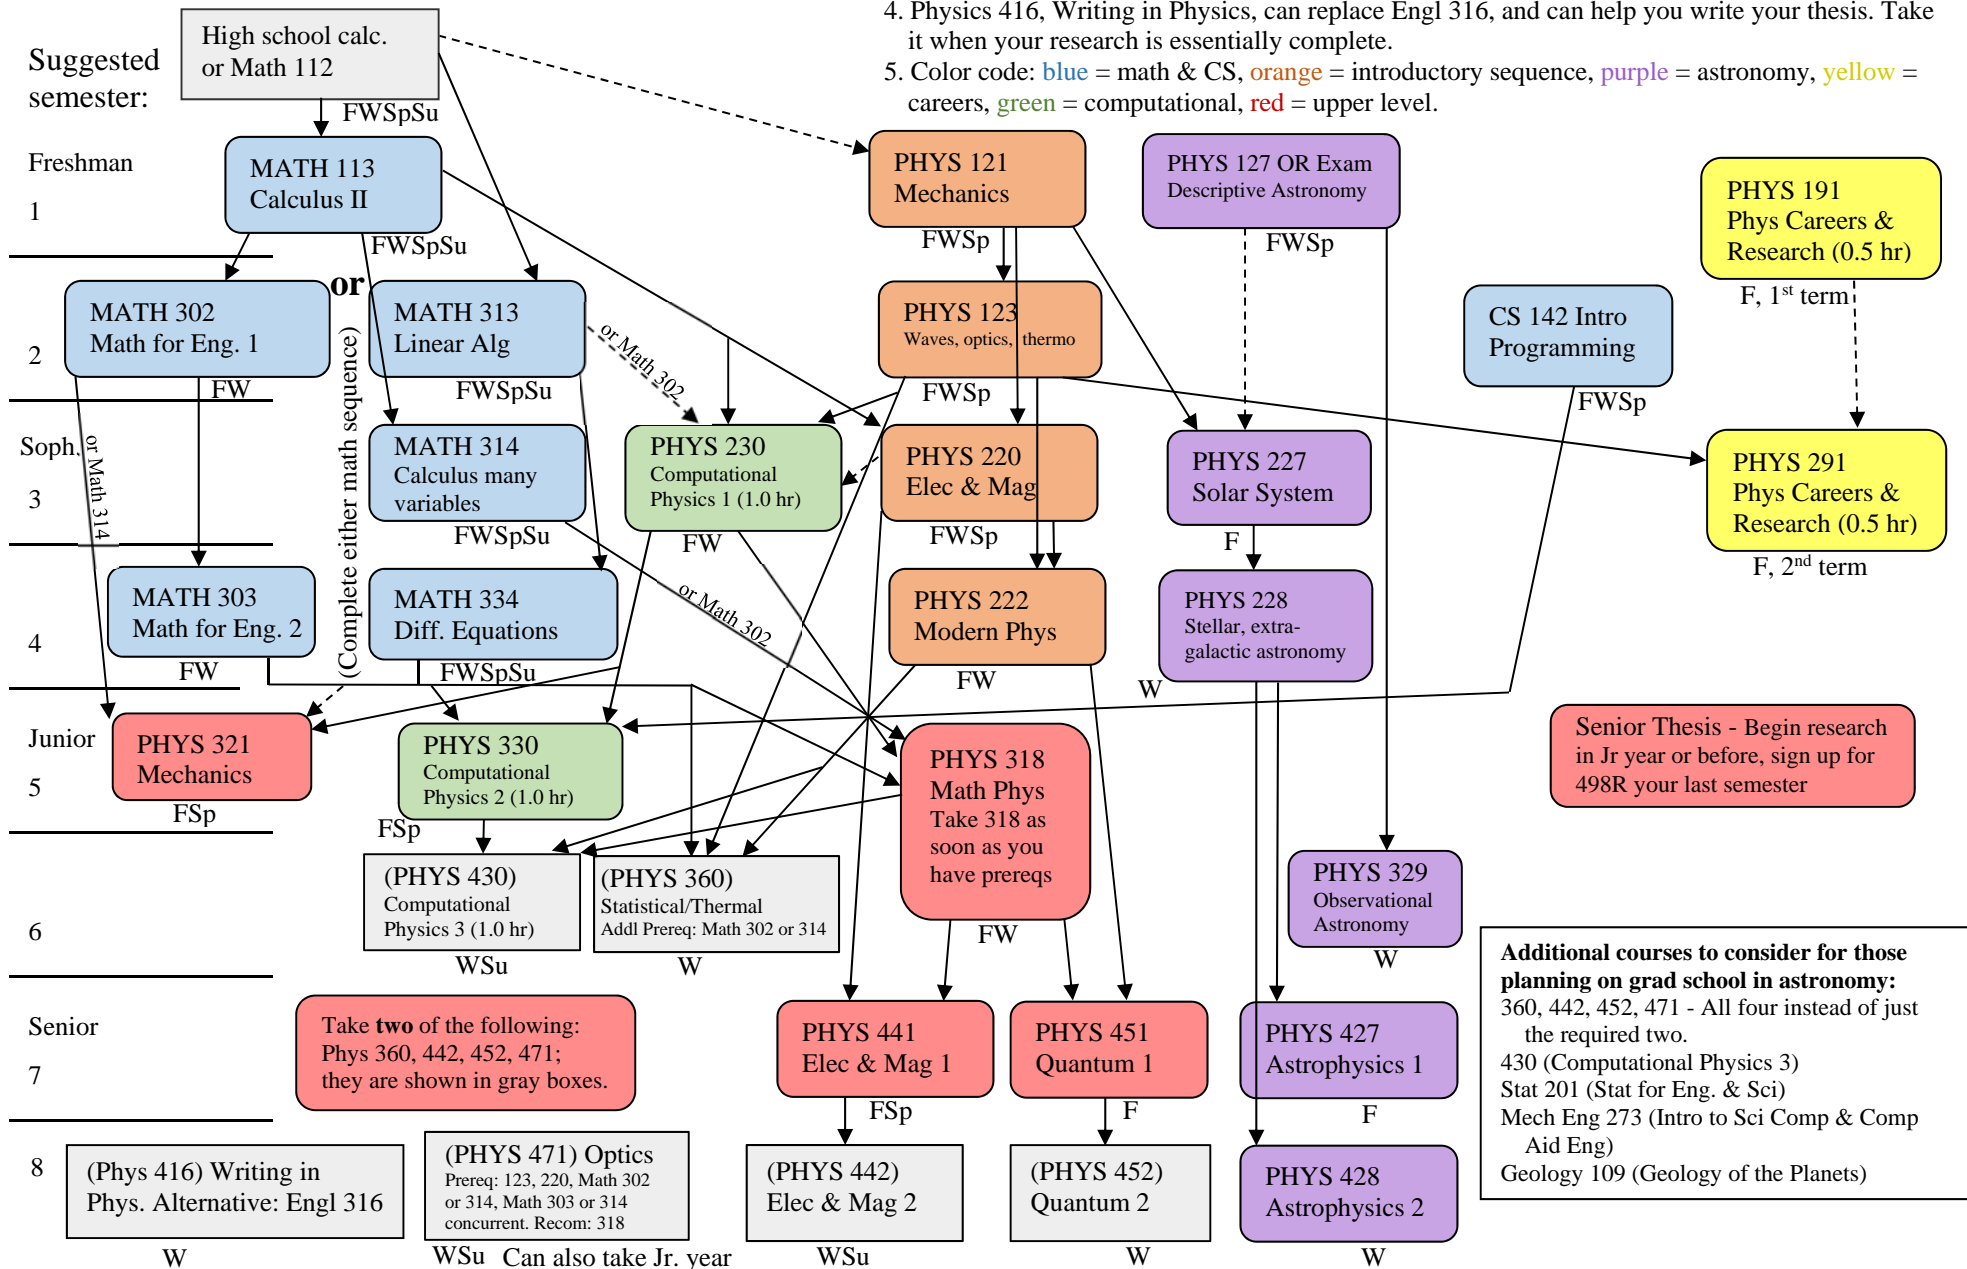 4. Physics 416, Writing in Physics, can replace Engl 316, and can help you write your thesis. Take
it when your research is essentially complete.
5. Color code: blue = math & CS, orange = introductory sequence, purple = astronomy, yellow =
careers, green = computational, red = upper level.
Suggested
semester:
High school calc.
or Math 112
FWSpSu
Freshman
1
MATH 113
Calculus II
FWSpSu
PHYS 121
Mechanics
FWSp
PHYS 127 OR Exam
Descriptive Astronomy
FWSp
PHYS 191
Phys Careers &
Research (0.5 hr)
F, 1st term
2
MATH 302
Math for Eng. 1
FW
or
(Complete either math sequence)
MATH 313
Linear Alg
FWSpSu
or Math 302
PHYS 123
Waves, optics, thermo
FWSp
CS 142 Intro
Programming
FWSp
Soph.
3
or Math 314
MATH 314
Calculus many
variables
FWSpSu
PHYS 230
Computational
Physics 1 (1.0 hr)
FW
PHYS 220
Elec & Mag
FWSp
PHYS 227
Solar System
F
PHYS 291
Phys Careers &
Research (0.5 hr)
F, 2nd term
4
MATH 303
Math for Eng. 2
FW
MATH 334
Diff. Equations
FWSpSu
or Math 302
PHYS 222
Modern Phys
FW
PHYS 228
Stellar, extra-
galactic astronomy
W
Junior
5
PHYS 321
Mechanics
FSp
PHYS 330
Computational
Physics 2 (1.0 hr)
FSp
PHYS 318
Math Phys
Take 318 as
soon as you
have prereqs
FW
Senior Thesis - Begin research
in Jr year or before, sign up for
498R your last semester
6
(PHYS 430)
Computational
Physics 3 (1.0 hr)
WSu
(PHYS 360)
Statistical/Thermal
Addl Prereq: Math 302 or 314
W
PHYS 329
Observational
Astronomy
W
Additional courses to consider for those
planning on grad school in astronomy:
360, 442, 452, 471 - All four instead of just
the required two.
430 (Computational Physics 3)
Stat 201 (Stat for Eng. & Sci)
Mech Eng 273 (Intro to Sci Comp & Comp
Aid Eng)
Geology 109 (Geology of the Planets)
Senior
7
Take two of the following:
Phys 360, 442, 452, 471;
they are shown in gray boxes.
PHYS 441
Elec & Mag 1
FSp
PHYS 451
Quantum 1
F
PHYS 427
Astrophysics 1
F
8
(Phys 416) Writing in
Phys. Alternative: Engl 316
W
(PHYS 471) Optics
Prereq: 123, 220, Math 302
or 314, Math 303 or 314
concurrent. Recom: 318
WSu Can also take Jr. year
(PHYS 442)
Elec & Mag 2
WSu
(PHYS 452)
Quantum 2
W
PHYS 428
Astrophysics 2
W